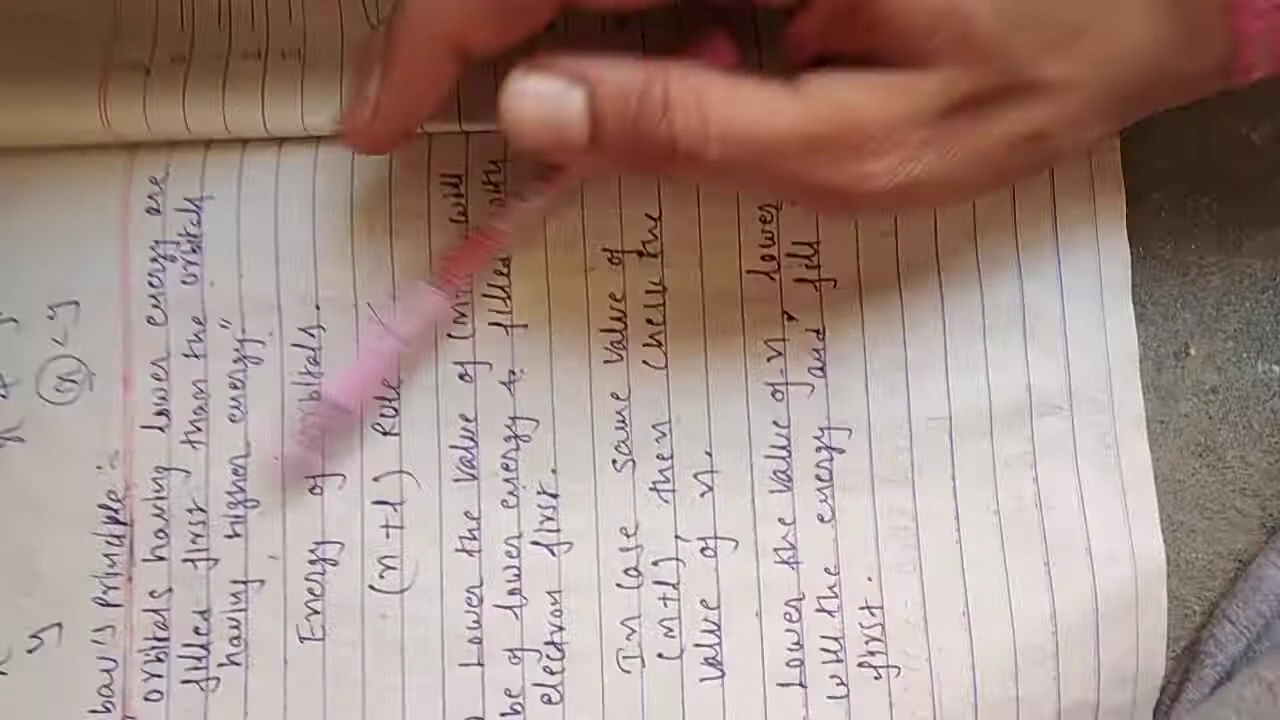 x < y
y
bau's principle :-
orbitals having lower energy are
filled first than the orbitals
having higher energy"
Energy of orbitals.
(n+l) Rule
Lower the value of (n+l) will
be of lower energy & filled with
electron first.
In case same value of
(n+l), then check the
value of n.
Lower the value of n, lower
will the energy and fill
first.